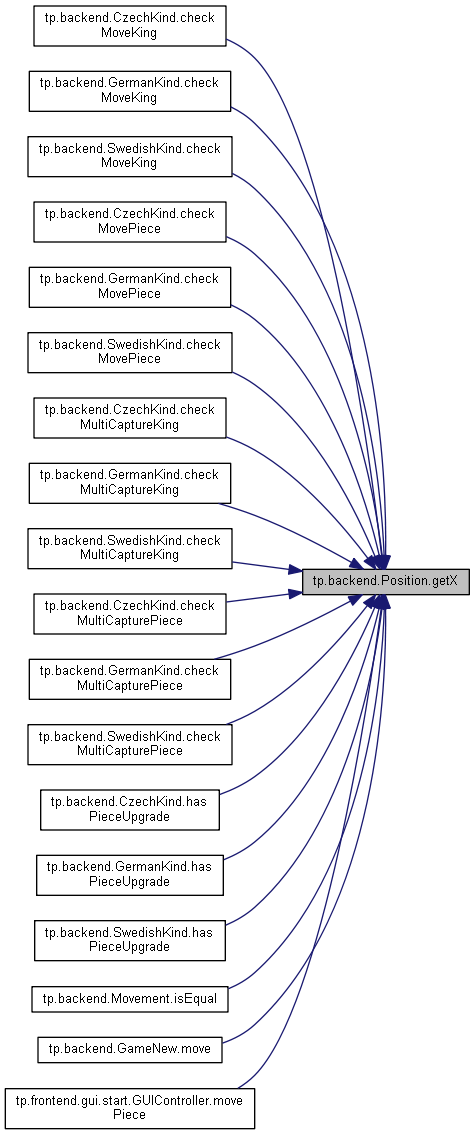 tp.backend.CzechKind.check
MoveKing
tp.backend.GermanKind.check
MoveKing
tp.backend.SwedishKind.check
MoveKing
tp.backend.CzechKind.check
MovePiece
tp.backend.GermanKind.check
MovePiece
tp.backend.SwedishKind.check
MovePiece
tp.backend.CzechKind.check
MultiCaptureKing
tp.backend.GermanKind.check
MultiCaptureKing
tp.backend.SwedishKind.check
MultiCaptureKing
tp.backend.Position.getX
tp.backend.CzechKind.check
MultiCapturePiece
tp.backend.GermanKind.check
MultiCapturePiece
tp.backend.SwedishKind.check
MultiCapturePiece
tp.backend.CzechKind.has
PieceUpgrade
tp.backend.GermanKind.has
PieceUpgrade
tp.backend.SwedishKind.has
PieceUpgrade
tp.backend.Movement.isEqual
tp.backend.GameNew.move
tp.frontend.gui.start.GUIController.move
Piece